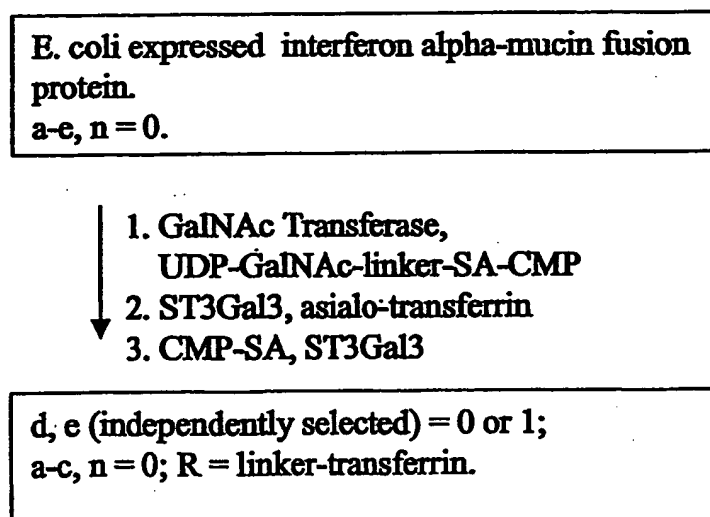 E. coli expressed interferon alpha-mucin fusion
protein.
a-e, n = 0.
1. GalNAc Transferase,
UDP-GalNAc-linker-SA-CMP
2. ST3Gal3, asialo-transferrin
3. CMP-SA, ST3Gal3
d, e (independently selected) = 0 or 1;
a-c, n = 0; R = linker-transferrin.